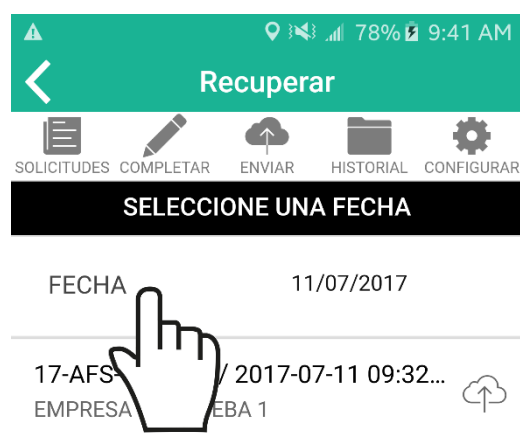 78% 9:41 AM
Recuperar
SOLICITUDES COMPLETAR ENVIAR HISTORIAL CONFIGURAR
SELECCIONE UNA FECHA
FECHA 11/07/2017
17-AFS- / 2017-07-11 09:32...
EMPRESA EBA 1